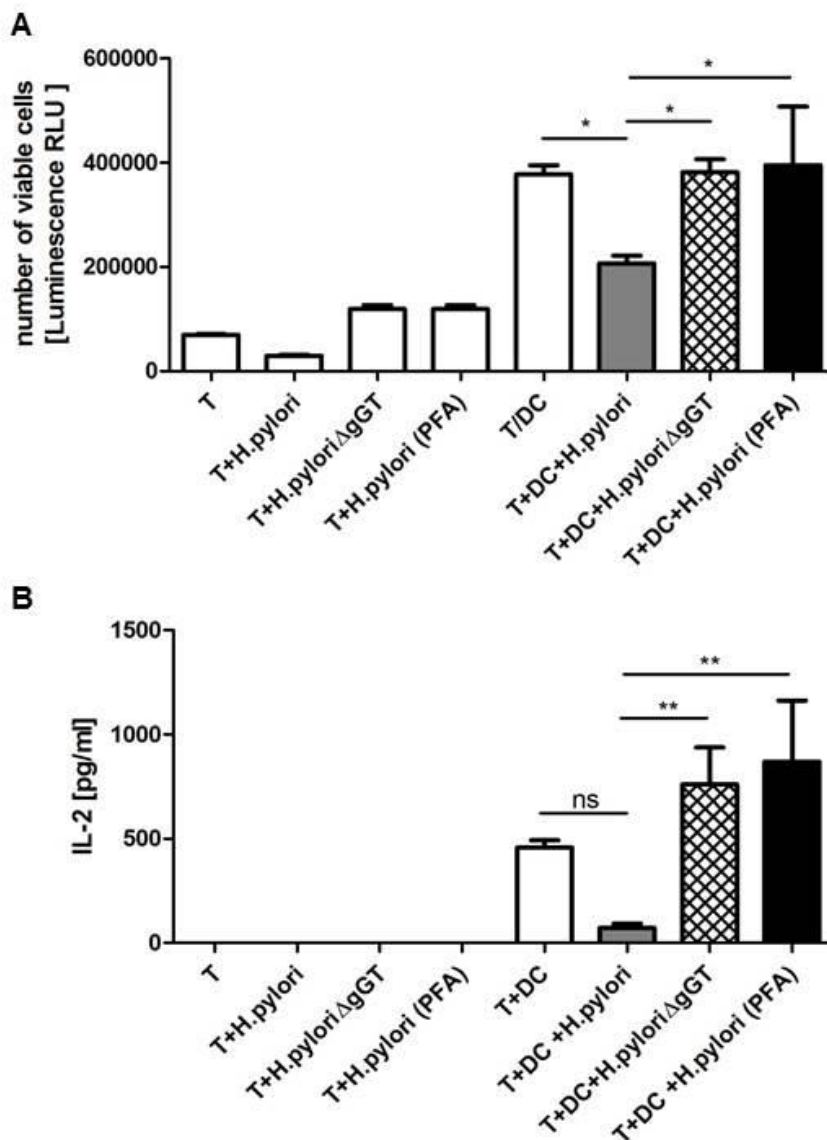 A
number of viable cells
[Luminescence RLU ]
600000
400000
200000
0
*
*
*
T
T+H.pylori
T+H.pyloriΔgGT
T+H.pylori (PFA)
T/DC
T+DC+H.pylori
T+DC+H.pyloriΔgGT
T+DC+H.pylori (PFA)
B
IL-2 [pg/ml]
1500
1000
500
0
**
**
ns
T
T+H.pylori
T+H.pyloriΔgGT
T+H.pylori (PFA)
T+DC
T+DC +H.pylori
T+DC+H.pyloriΔgGT
T+DC +H.pylori (PFA)